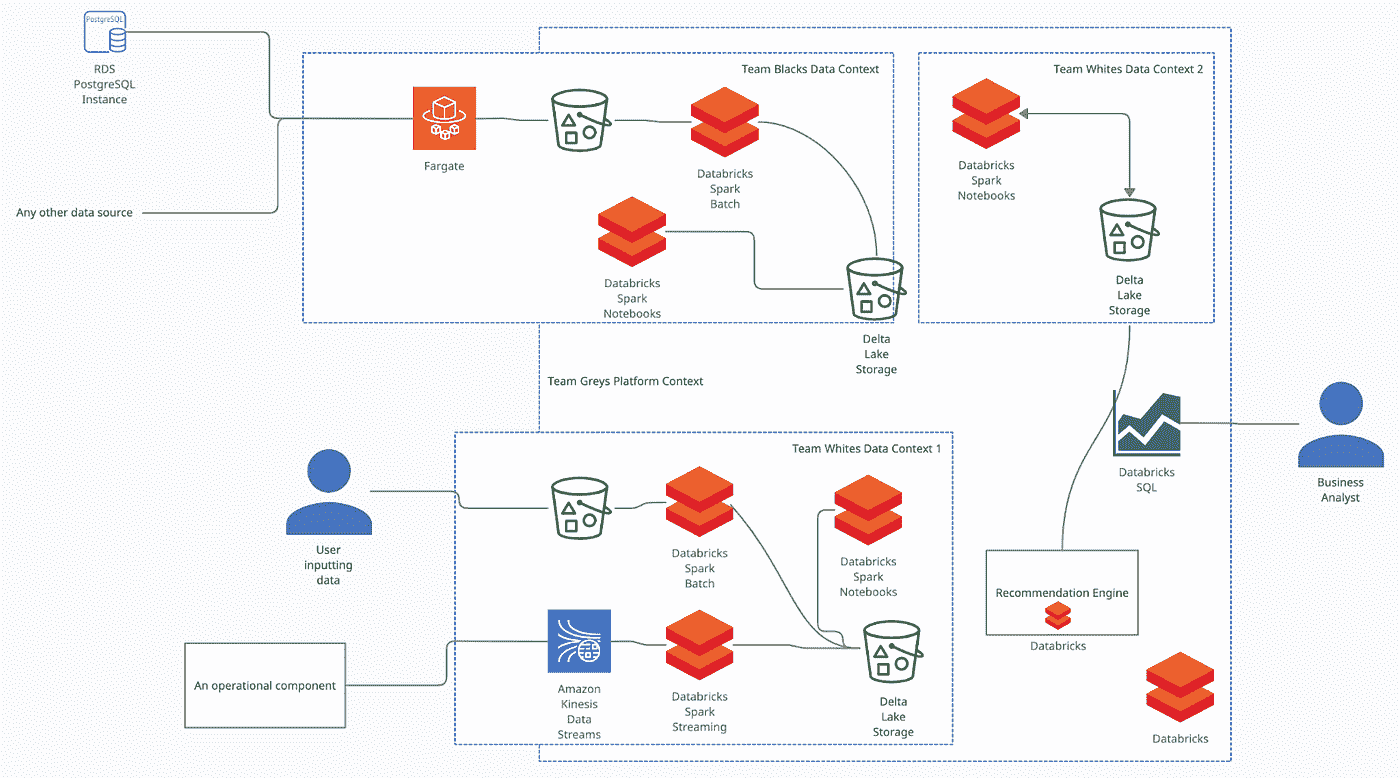 PostgreSQL
RDS
PostgreSQL
Instance
Any other data source
Team Blacks Data Context
Fargate
Databricks
Spark
Batch
Databricks
Spark
Notebooks
Delta
Lake
Storage
Team Whites Data Context 2
Databricks
Spark
Notebooks
Delta
Lake
Storage
Team Greys Platform Context
User
inputting
data
An operational component
Team Whites Data Context 1
Databricks
Spark
Batch
Databricks
Spark
Notebooks
Amazon
Kinesis
Data
Streams
Databricks
Spark
Streaming
Delta
Lake
Storage
Databricks
SQL
Business
Analyst
Recommendation Engine
Databricks
Databricks